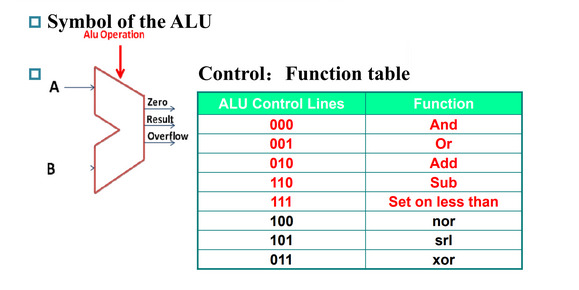 Symbol of the ALU
Alu Operation
A
B
Zero
Result
Overflow
Control: Function table
ALU Control Lines Function
000 And
001 Or
010 Add
110 Sub
111 Set on less than
100 nor
101 srl
011 xor